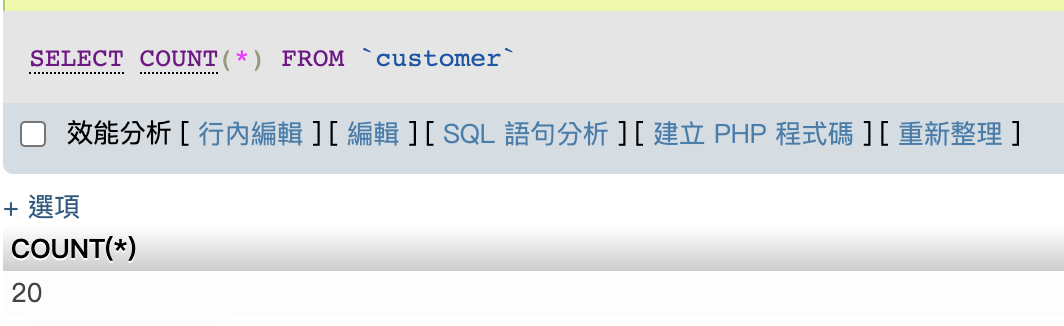 SELECT COUNT(*) FROM `customer`
效能分析 [ 行內編輯 ] [ 編輯 ] [ SQL 語句分析 ] [ 建立 PHP 程式碼 ] [ 重新整理 ]
+ 選項
COUNT(*)
20